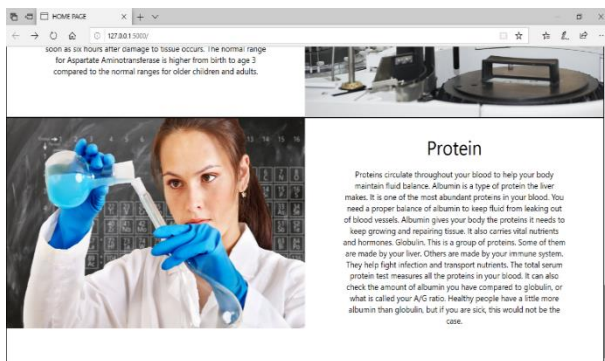 HOME PAGE
127.0.0.1:5000/
soon as six hours after damage to tissue occurs. The normal range
for Aspartate Aminotransferase is higher from birth to age 3
compared to the normal ranges for older children and adults.
Protein
Proteins circulate throughout your blood to help your body
maintain fluid balance. Albumin is a type of protein the liver
makes. It is one of the most abundant proteins in your blood. You
need a proper balance of albumin to keep fluid from leaking out
of blood vessels. Albumin gives your body the proteins it needs to
keep growing and repairing tissue. It also carries vital nutrients
and hormones. Globulin. This is a group of proteins. Some of them
are made by your liver. Others are made by your immune system.
They help fight infection and transport nutrients. The total serum
protein test measures all the proteins in your blood. It can also
check the amount of albumin you have compared to globulin, or
what is called your A/G ratio. Healthy people have a little more
albumin than globulin, but if you are sick, this would not be the
case.